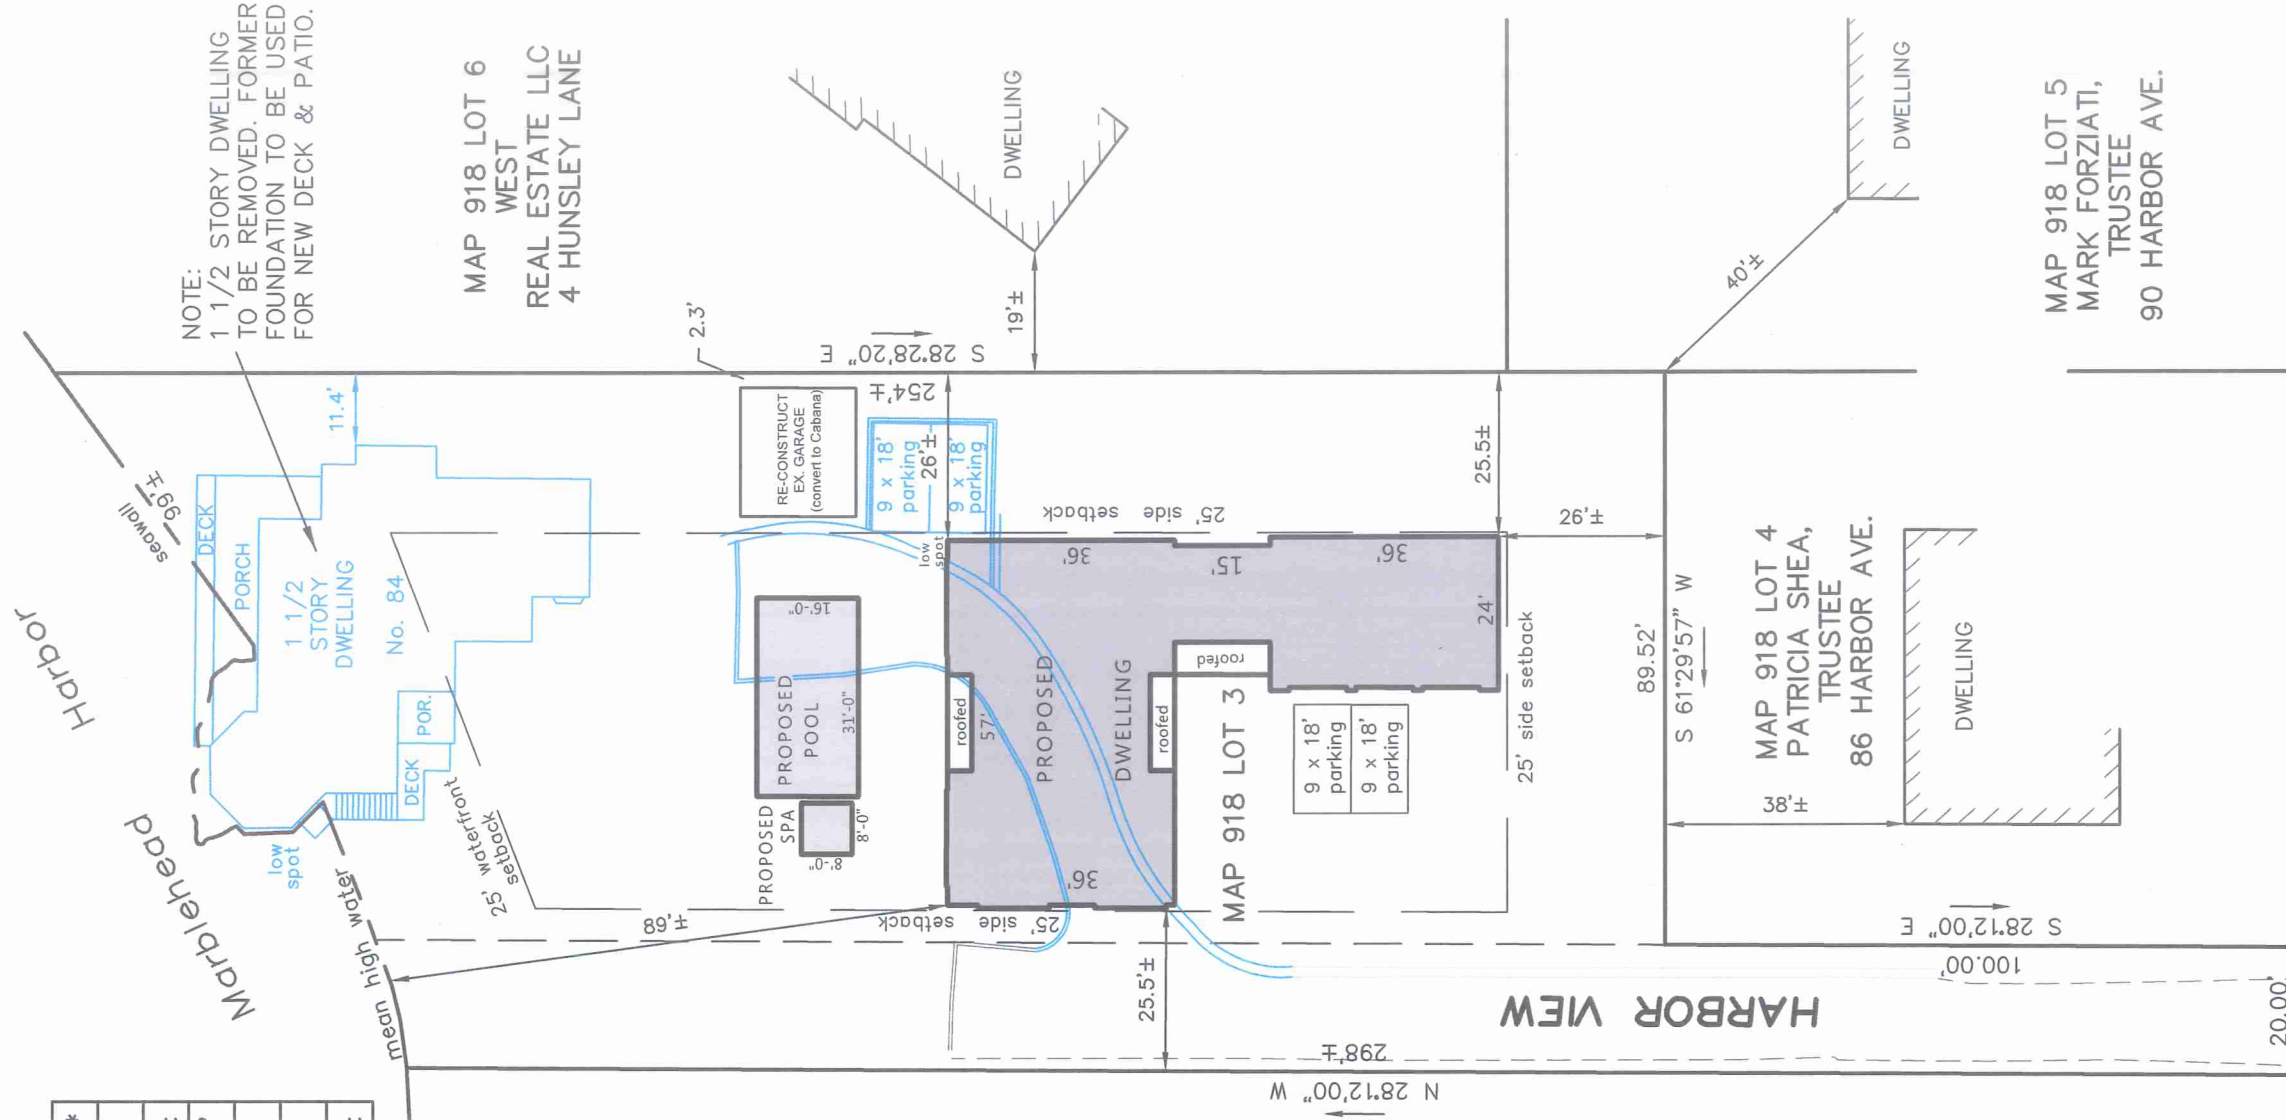 NOTE:
1 1/2 STORY DWELLING
TO BE REMOVED. FORMER
FOUNDATION TO BE USED
FOR NEW DECK & PATIO.
MAP 918 LOT 6
WEST
REAL ESTATE LLC
4 HUNSLEY LANE
DWELLING
19'±
2.3'
S 28°28'20" E
254'±
Harbor
Marblehead
seawall
99'±
11.4'
DECK
PORCH
1 1/2
STORY
DWELLING
No. 84
POR.
DECK
low
spot
mean high water
25' waterfront
setback
RE-CONSTRUCT
EX. GARAGE
(convert to Cabana)
9 x 18'
parking
26'±
9 x 18'
parking
low
spot
25' side setback
PROPOSED
POOL
31'-0"
16'-0"
PROPOSED
SPA
8'-0"
8'-0"
89'±
25' side setback
36'
15'
36'
24'
57'
36'
roofed
roofed
roofed
PROPOSED
DWELLING
MAP 918 LOT 3
9 x 18'
parking
9 x 18'
parking
25.5±
25' side setback
26'±
25.5'±
89.52'
S 61°29'57" W
MAP 918 LOT 4
PATRICIA SHEA,
TRUSTEE
86 HARBOR AVE.
DWELLING
38'±
40'±
DWELLING
MAP 918 LOT 5
MARK FORZIATI,
TRUSTEE
90 HARBOR AVE.
S 28°12'00" E
100.00'
HARBOR VIEW
298'±
N 28°12'00" W
20.00'